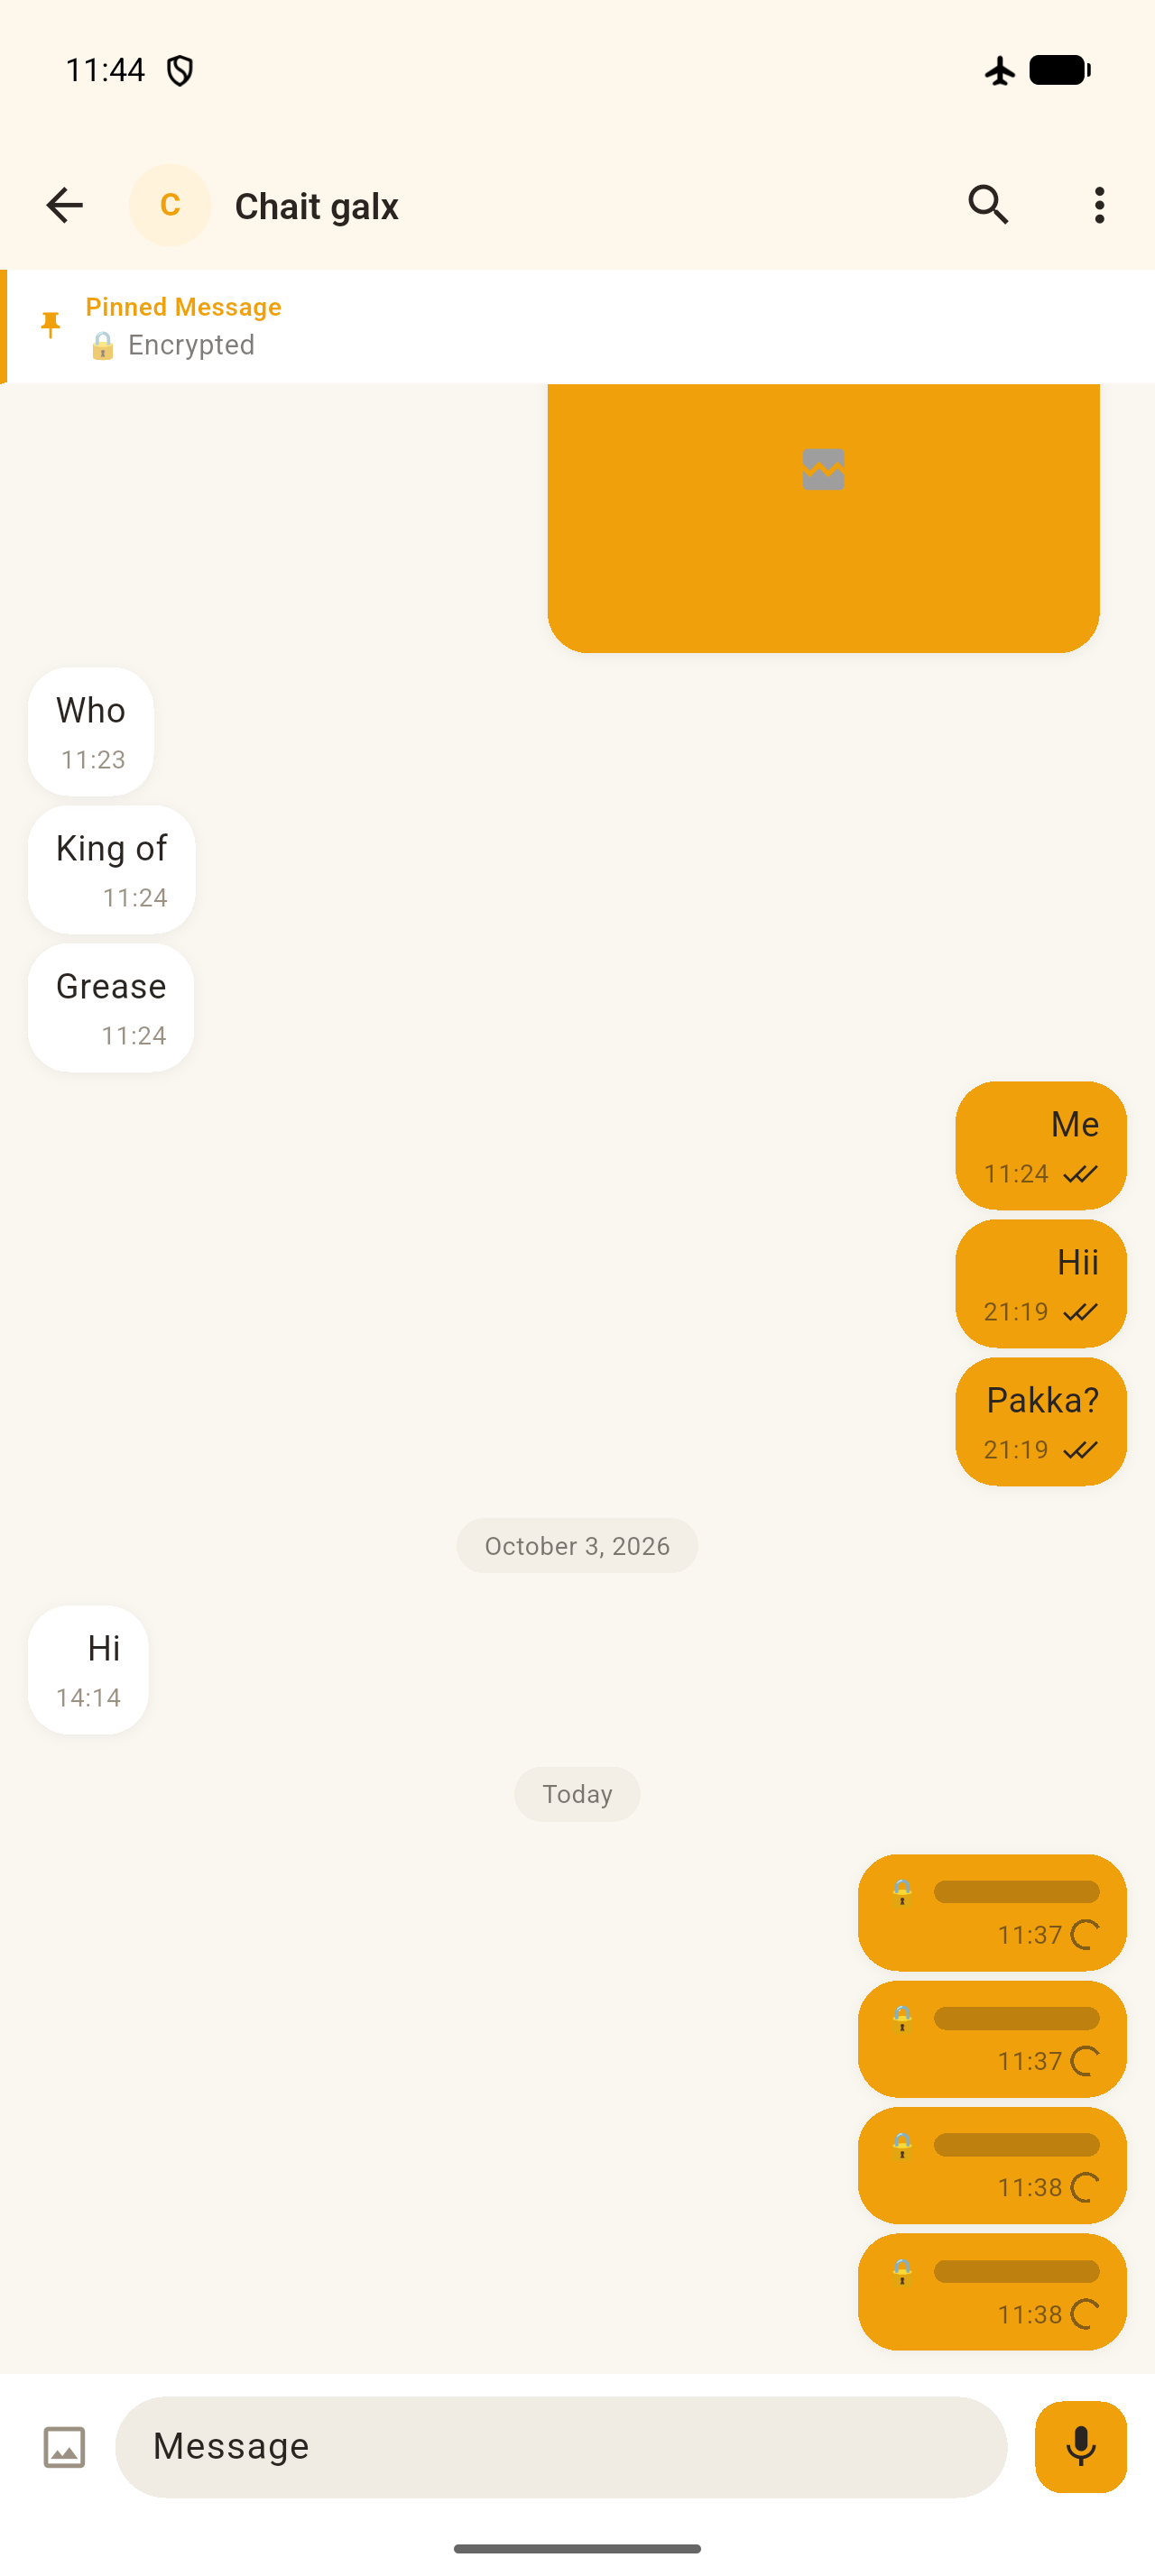 11:44
C
Chait galx
Pinned Message
🔒 Encrypted
Who
11:23
King of
11:24
Grease
11:24
Me
11:24
Hii
21:19
Pakka?
21:19
October 3, 2026
Hi
14:14
Today
🔒
11:37
🔒
11:37
🔒
11:38
🔒
11:38
Message